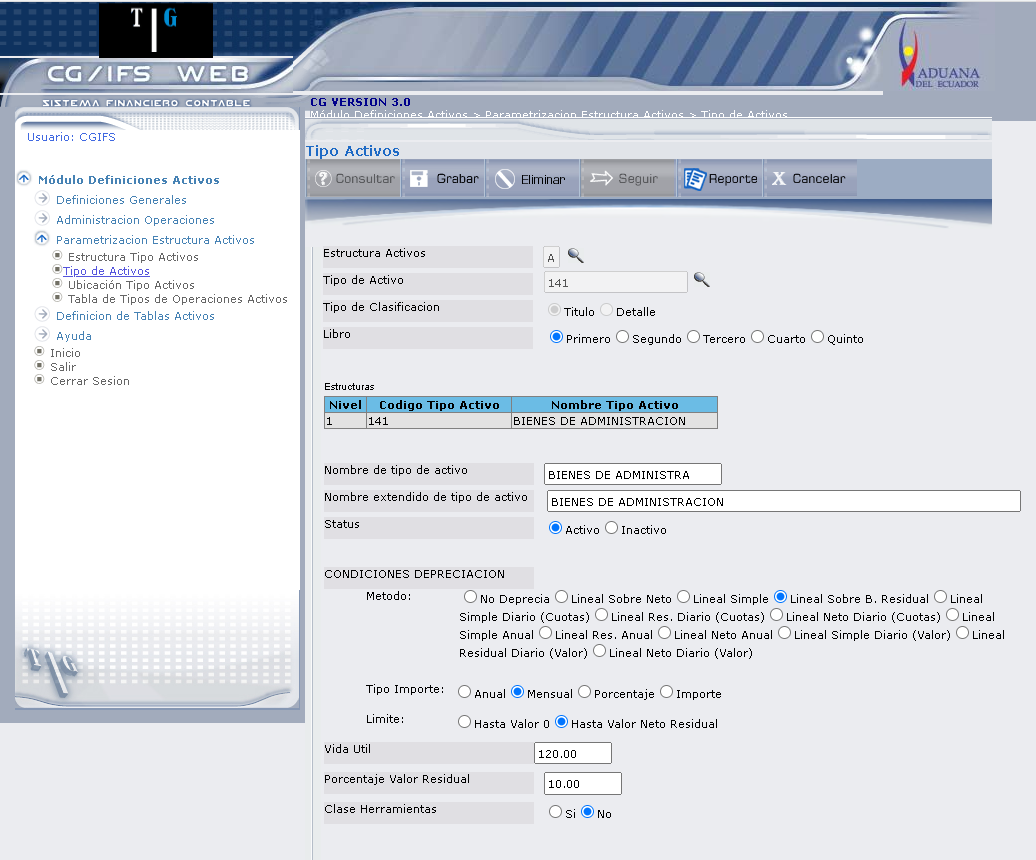 T G
CG/IFS WEB
SISTEMA FINANCIERO CONTABLE
ADUANA
DEL ECUADOR
CG VERSION 3.0
Módulo Definiciones Activos > Parametrizacion Estructura Activos > Tipo de Activos
Usuario: CGIFS
Módulo Definiciones Activos
Definiciones Generales
Administracion Operaciones
Parametrizacion Estructura Activos
Estructura Tipo Activos
Tipo de Activos
Ubicación Tipo Activos
Tabla de Tipos de Operaciones Activos
Definicion de Tablas Activos
Ayuda
Inicio
Salir
Cerrar Sesion
T G
Tipo Activos
Consultar Grabar Eliminar Seguir Reporte X Cancelar
Estructura Activos A
Tipo de Activo 141
Tipo de Clasificacion Titulo Detalle
Libro Primero Segundo Tercero Cuarto Quinto
Estructuras
Nivel Codigo Tipo Activo Nombre Tipo Activo
1 141 BIENES DE ADMINISTRACION
Nombre de tipo de activo BIENES DE ADMINISTRA
Nombre extendido de tipo de activo BIENES DE ADMINISTRACION
Status Activo Inactivo
CONDICIONES DEPRECIACION
Metodo: No Deprecia Lineal Sobre Neto Lineal Simple Lineal Sobre B. Residual Lineal
Simple Diario (Cuotas) Lineal Res. Diario (Cuotas) Lineal Neto Diario (Cuotas) Lineal
Simple Anual Lineal Res. Anual Lineal Neto Anual Lineal Simple Diario (Valor) Lineal
Residual Diario (Valor) Lineal Neto Diario (Valor)
Tipo Importe: Anual Mensual Porcentaje Importe
Limite: Hasta Valor 0 Hasta Valor Neto Residual
Vida Util 120.00
Porcentaje Valor Residual 10.00
Clase Herramientas Si No